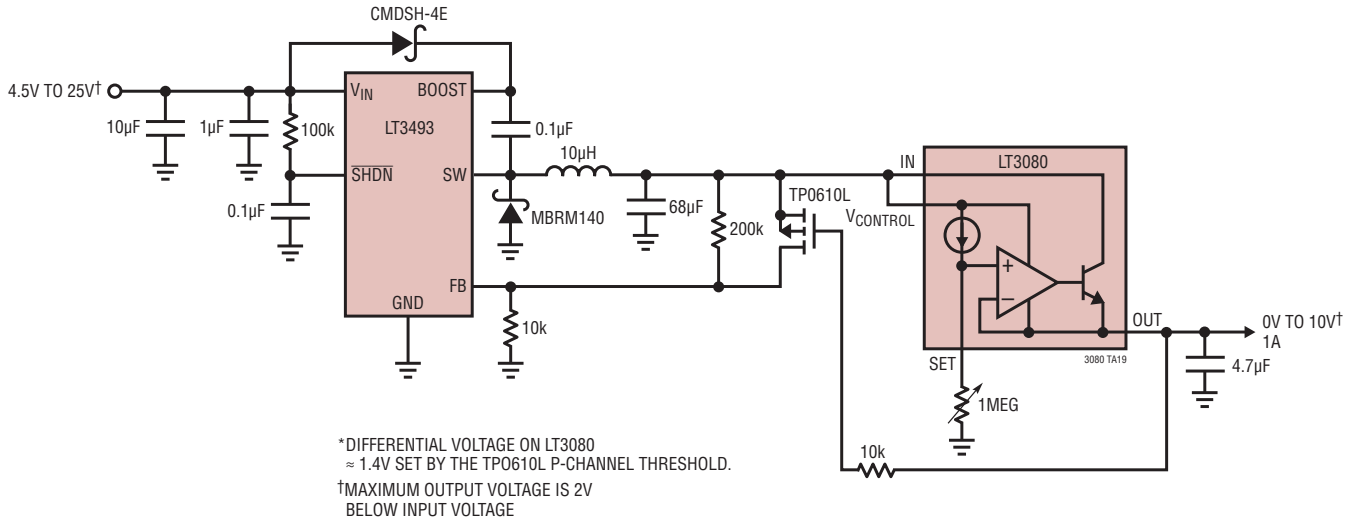 CMDSH-4E
4.5V TO 25V†
VIN
BOOST
LT3493
10µF
1µF
100k
0.1µF
10µH
IN
LT3080
SHDN
SW
TP0610L
0.1µF
MBRM140
68µF
200k
VCONTROL
+
−
FB
GND
10k
OUT
0V TO 10V†
1A
3080 TA19
SET
4.7µF
1MEG
10k
*DIFFERENTIAL VOLTAGE ON LT3080
≈ 1.4V SET BY THE TP0610L P-CHANNEL THRESHOLD.
†MAXIMUM OUTPUT VOLTAGE IS 2V
BELOW INPUT VOLTAGE